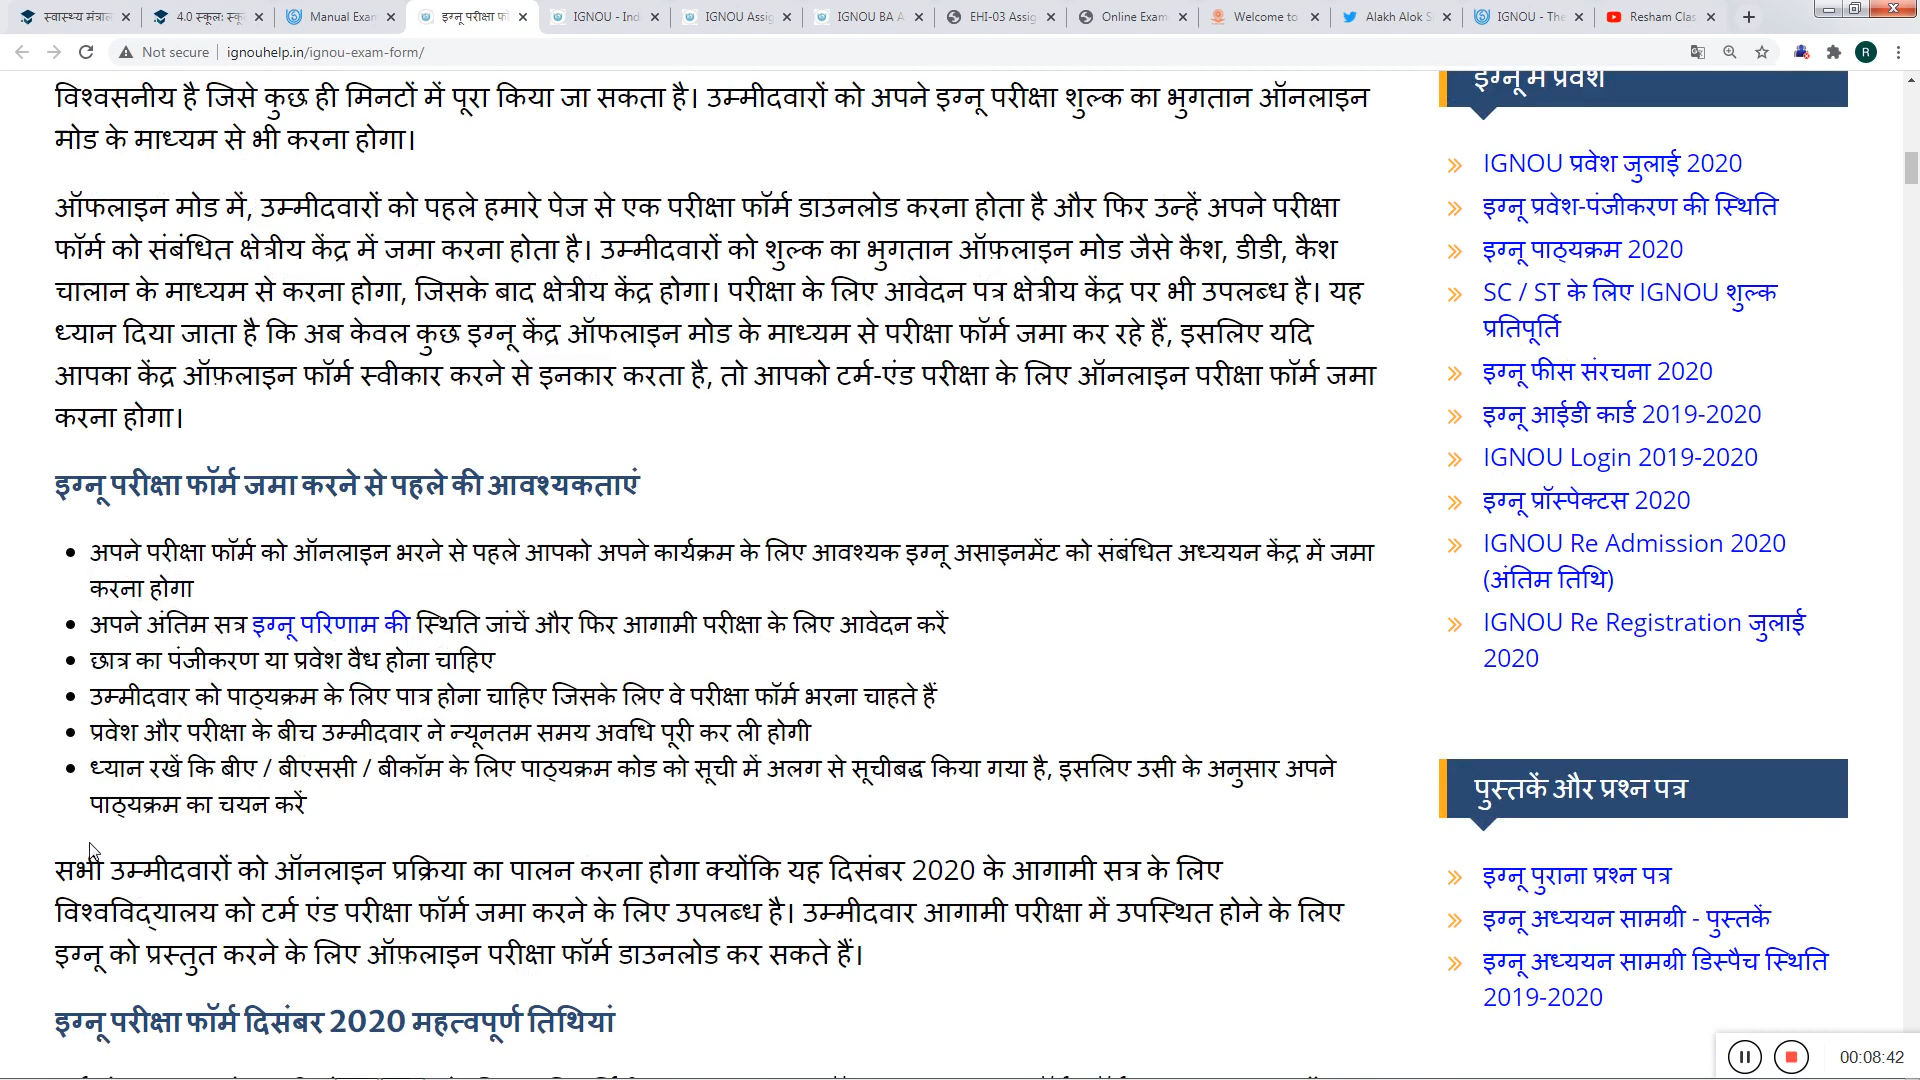 स्वास्थ्य मंत्राल
4.0 स्कूल: स्कू
Manual Exan
इग्नू परीक्षा फॉ
IGNOU - Ind
IGNOU Assig
IGNOU BA A
EHI-03 Assig
Online Exam
Welcome to
Alakh Alok S
IGNOU - The
Resham Clas
Not secure
ignouhelp.in/ignou-exam-form/
R
विश्वसनीय है जिसे कुछ ही मिनटों में पूरा किया जा सकता है। उम्मीदवारों को अपने इग्नू परीक्षा शुल्क का भुगतान ऑनलाइन
मोड के माध्यम से भी करना होगा।
ऑफलाइन मोड में, उम्मीदवारों को पहले हमारे पेज से एक परीक्षा फॉर्म डाउनलोड करना होता है और फिर उन्हें अपने परीक्षा
फॉर्म को संबंधित क्षेत्रीय केंद्र में जमा करना होता है। उम्मीदवारों को शुल्क का भुगतान ऑफ़लाइन मोड जैसे कैश, डीडी, कैश
चालान के माध्यम से करना होगा, जिसके बाद क्षेत्रीय केंद्र होगा। परीक्षा के लिए आवेदन पत्र क्षेत्रीय केंद्र पर भी उपलब्ध है। यह
ध्यान दिया जाता है कि अब केवल कुछ इग्नू केंद्र ऑफलाइन मोड के माध्यम से परीक्षा फॉर्म जमा कर रहे हैं, इसलिए यदि
आपका केंद्र ऑफ़लाइन फॉर्म स्वीकार करने से इनकार करता है, तो आपको टर्म-एंड परीक्षा के लिए ऑनलाइन परीक्षा फॉर्म जमा
करना होगा।
इग्नू परीक्षा फॉर्म जमा करने से पहले की आवश्यकताएं
अपने परीक्षा फॉर्म को ऑनलाइन भरने से पहले आपको अपने कार्यक्रम के लिए आवश्यक इग्नू असाइनमेंट को संबंधित अध्ययन केंद्र में जमा
करना होगा
अपने अंतिम सत्र इग्नू परिणाम की स्थिति जांचें और फिर आगामी परीक्षा के लिए आवेदन करें
छात्र का पंजीकरण या प्रवेश वैध होना चाहिए
उम्मीदवार को पाठ्यक्रम के लिए पात्र होना चाहिए जिसके लिए वे परीक्षा फॉर्म भरना चाहते हैं
प्रवेश और परीक्षा के बीच उम्मीदवार ने न्यूनतम समय अवधि पूरी कर ली होगी
ध्यान रखें कि बीए / बीएससी / बीकॉम के लिए पाठ्यक्रम कोड को सूची में अलग से सूचीबद्ध किया गया है, इसलिए उसी के अनुसार अपने
पाठ्यक्रम का चयन करें
सभी उम्मीदवारों को ऑनलाइन प्रक्रिया का पालन करना होगा क्योंकि यह दिसंबर 2020 के आगामी सत्र के लिए
विश्वविद्यालय को टर्म एंड परीक्षा फॉर्म जमा करने के लिए उपलब्ध है। उम्मीदवार आगामी परीक्षा में उपस्थित होने के लिए
इग्नू को प्रस्तुत करने के लिए ऑफ़लाइन परीक्षा फॉर्म डाउनलोड कर सकते हैं।
इग्नू परीक्षा फॉर्म दिसंबर 2020 महत्वपूर्ण तिथियां
इग्नू में प्रवेश
IGNOU प्रवेश जुलाई 2020
इग्नू प्रवेश-पंजीकरण की स्थिति
इग्नू पाठ्यक्रम 2020
SC / ST के लिए IGNOU शुल्क
प्रतिपूर्ति
इग्नू फीस संरचना 2020
इग्नू आईडी कार्ड 2019-2020
IGNOU Login 2019-2020
इग्नू प्रॉस्पेक्टस 2020
IGNOU Re Admission 2020
(अंतिम तिथि)
IGNOU Re Registration जुलाई
2020
पुस्तकें और प्रश्न पत्र
इग्नू पुराना प्रश्न पत्र
इग्नू अध्ययन सामग्री - पुस्तकें
इग्नू अध्ययन सामग्री डिस्पैच स्थिति
2019-2020
00:08:42